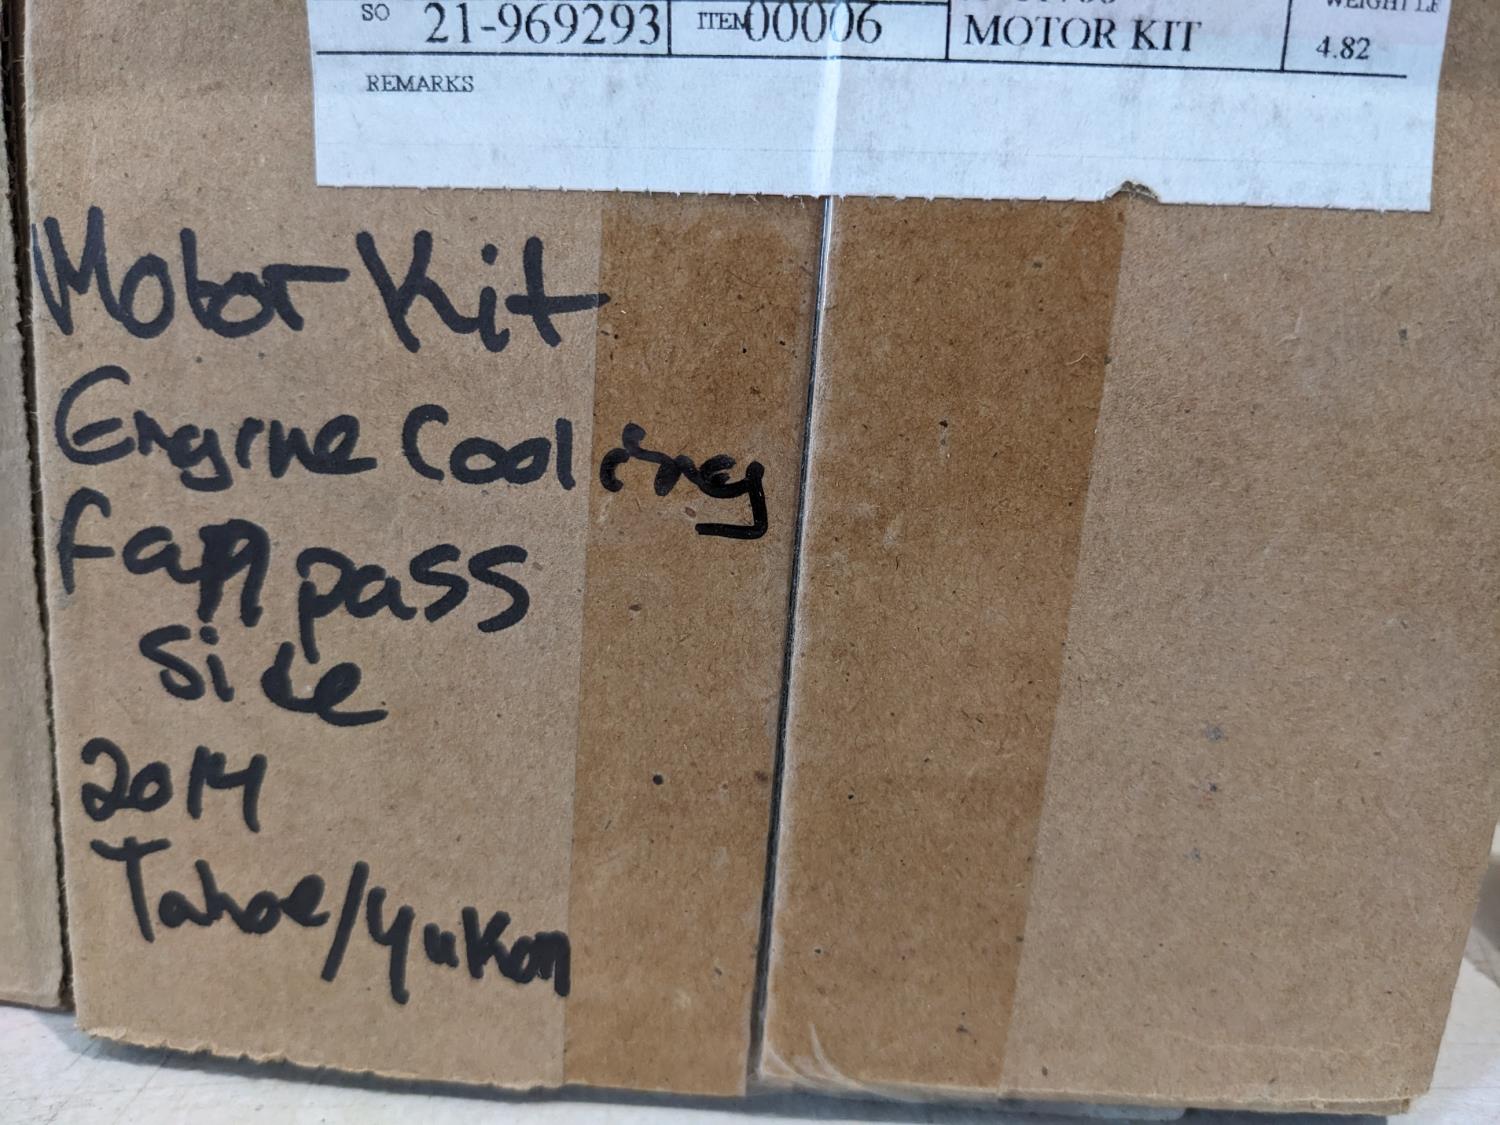 SO 21-969293 ITEM 00006 MOTOR KIT 4.82
REMARKS
Motor Kit
Engine Cooling
fan pass
side
2014
Tahoe/Yukon